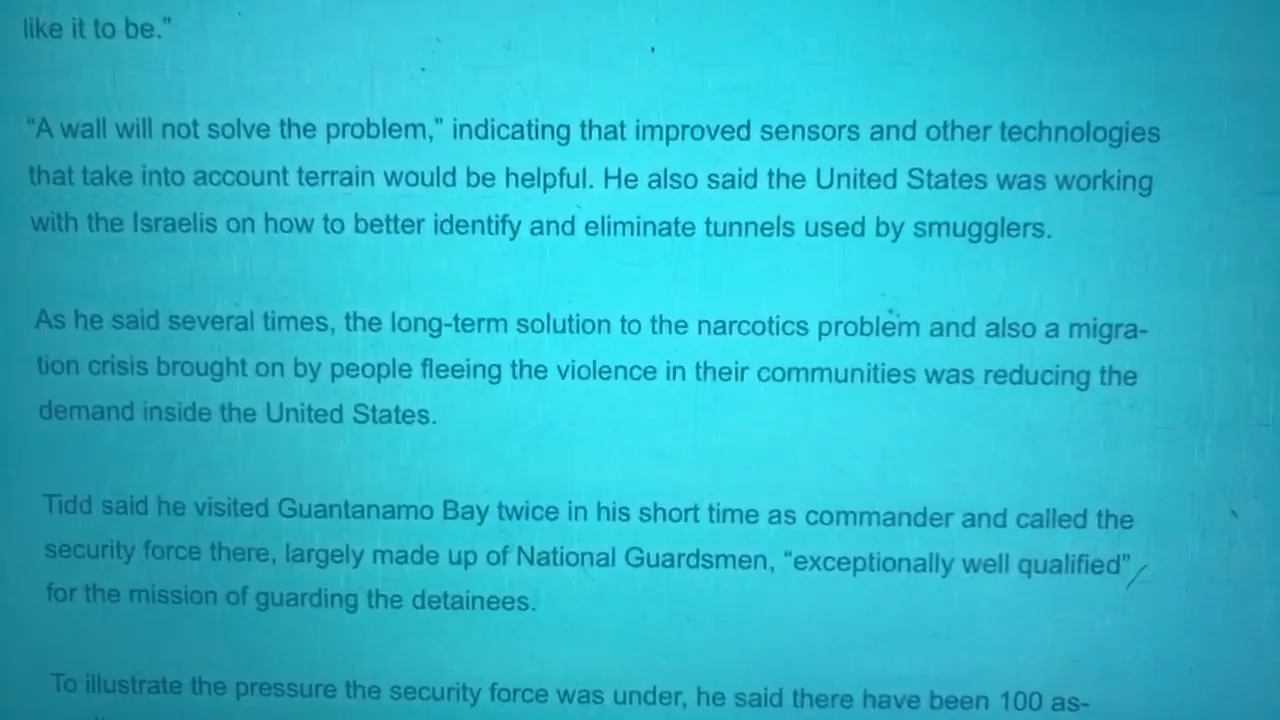 like it to be.”
“A wall will not solve the problem,” indicating that improved sensors and other technologies
that take into account terrain would be helpful. He also said the United States was working
with the Israelis on how to better identify and eliminate tunnels used by smugglers.
As he said several times, the long-term solution to the narcotics problem and also a migra-
tion crisis brought on by people fleeing the violence in their communities was reducing the
demand inside the United States.
Tidd said he visited Guantanamo Bay twice in his short time as commander and called the
security force there, largely made up of National Guardsmen, “exceptionally well qualified”
for the mission of guarding the detainees.
To illustrate the pressure the security force was under, he said there have been 100 as-